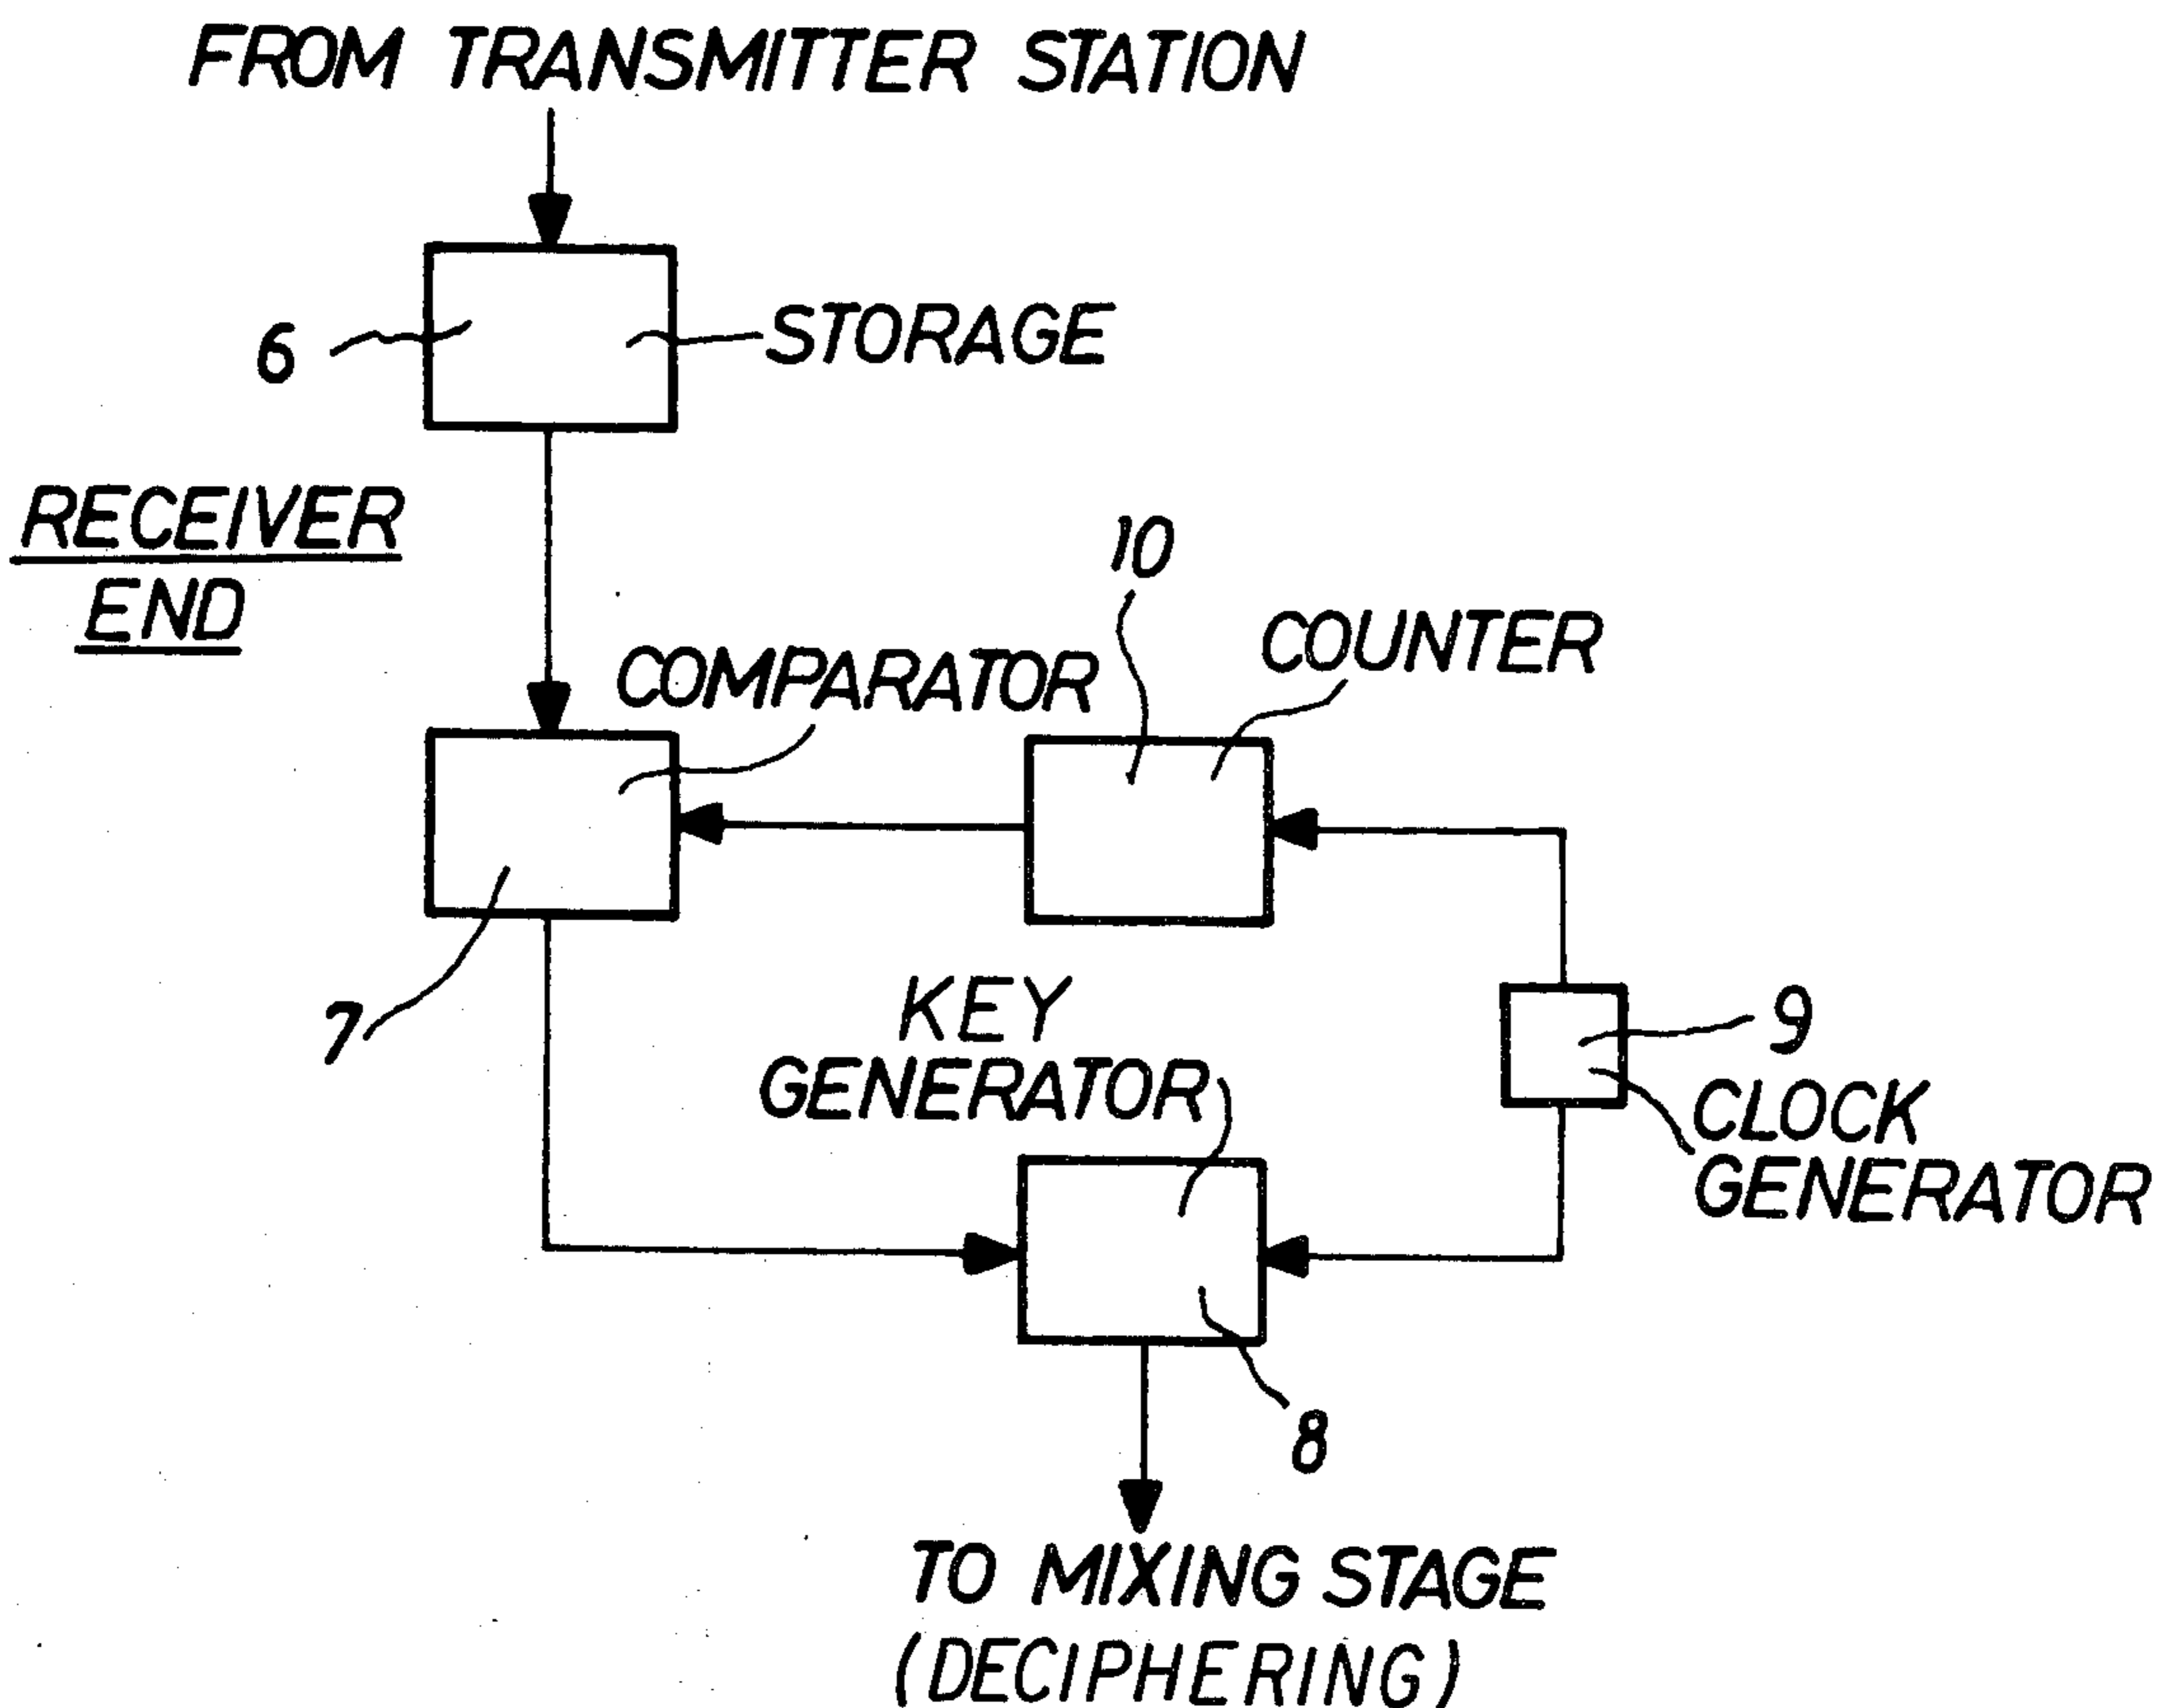 FROM TRANSMITTER STATION
6
STORAGE
RECEIVER
END
10
COUNTER
COMPARATOR
7
KEY
GENERATOR
9
CLOCK
GENERATOR
8
TO MIXING STAGE
(DECIPHERING)